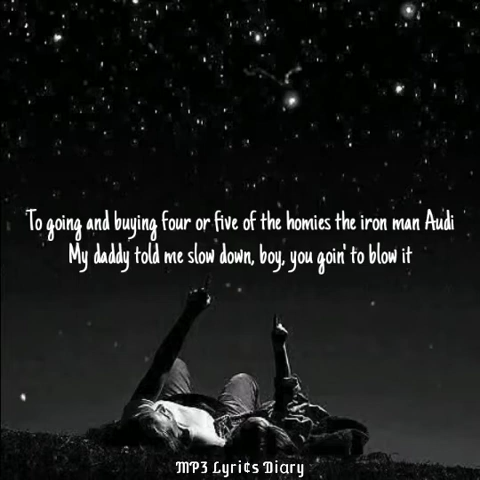 To going and buying four or five of the homies the iron man Audi
My daddy told me slow down, boy, you goin' to blow it
MP3 Lyrics Diary